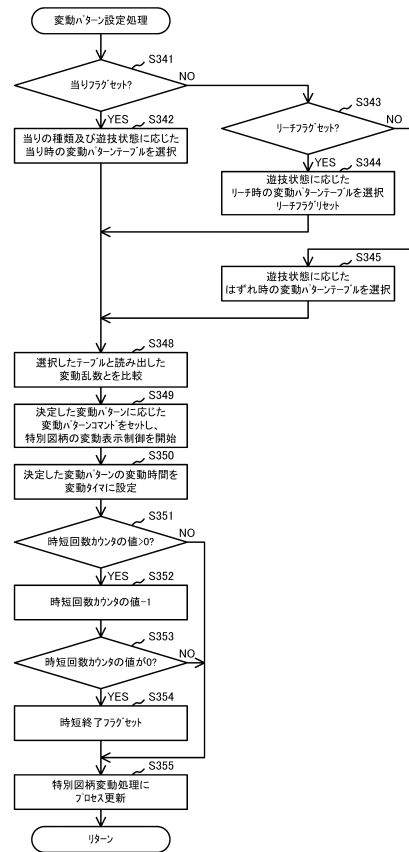 変動パターン設定処理
S341
当りフラグセット?
NO
YES
S342
当りの種類及び遊技状態に応じた
当り時の変動パターンテーブルを選択
S343
リーチフラグセット?
NO
YES
S344
遊技状態に応じた
リーチ時の変動パターンテーブルを選択
リーチフラグリセット
S345
遊技状態に応じた
はずれ時の変動パターンテーブルを選択
S348
選択したテーブルと読み出した
変動乱数とを比較
S349
決定した変動パターンに応じた
変動パターンコマンドをセットし、
特別図柄の変動表示制御を開始
S350
決定した変動パターンの変動時間を
変動タイマに設定
S351
時短回数カウンタの値>0?
NO
YES
S352
時短回数カウンタの値-1
S353
時短回数カウンタの値が0?
NO
YES
S354
時短終了フラグセット
S355
特別図柄変動処理に
プロセス更新
リターン